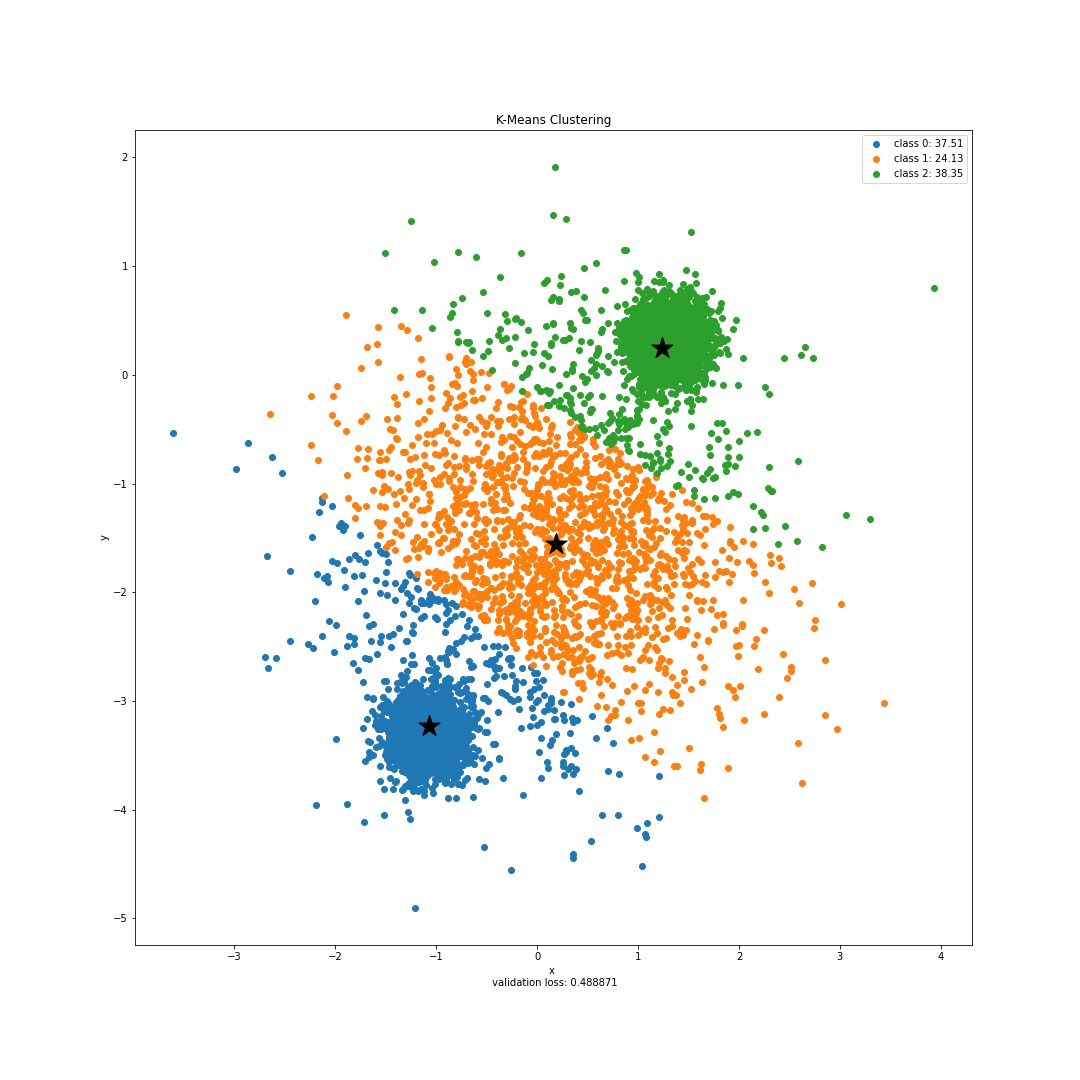 K-Means Clustering
class 0: 37.51
class 1: 24.13
class 2: 38.35
2
1
0
−1
−2
−3
−4
−5
y
−3
−2
−1
0
1
2
3
4
x
validation loss: 0.488871